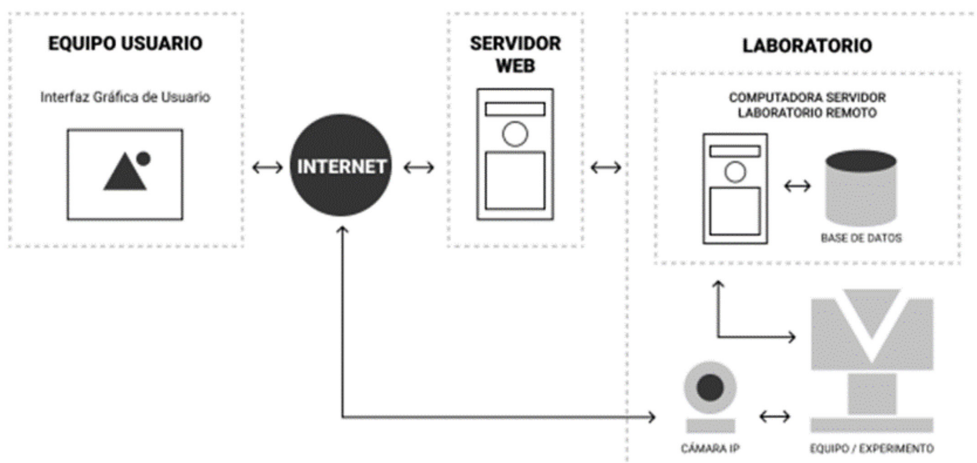 EQUIPO USUARIO
Interfaz Gráfica de Usuario
INTERNET
SERVIDOR
WEB
LABORATORIO
COMPUTADORA SERVIDOR
LABORATORIO REMOTO
BASE DE DATOS
CÁMARA IP
EQUIPO / EXPERIMENTO